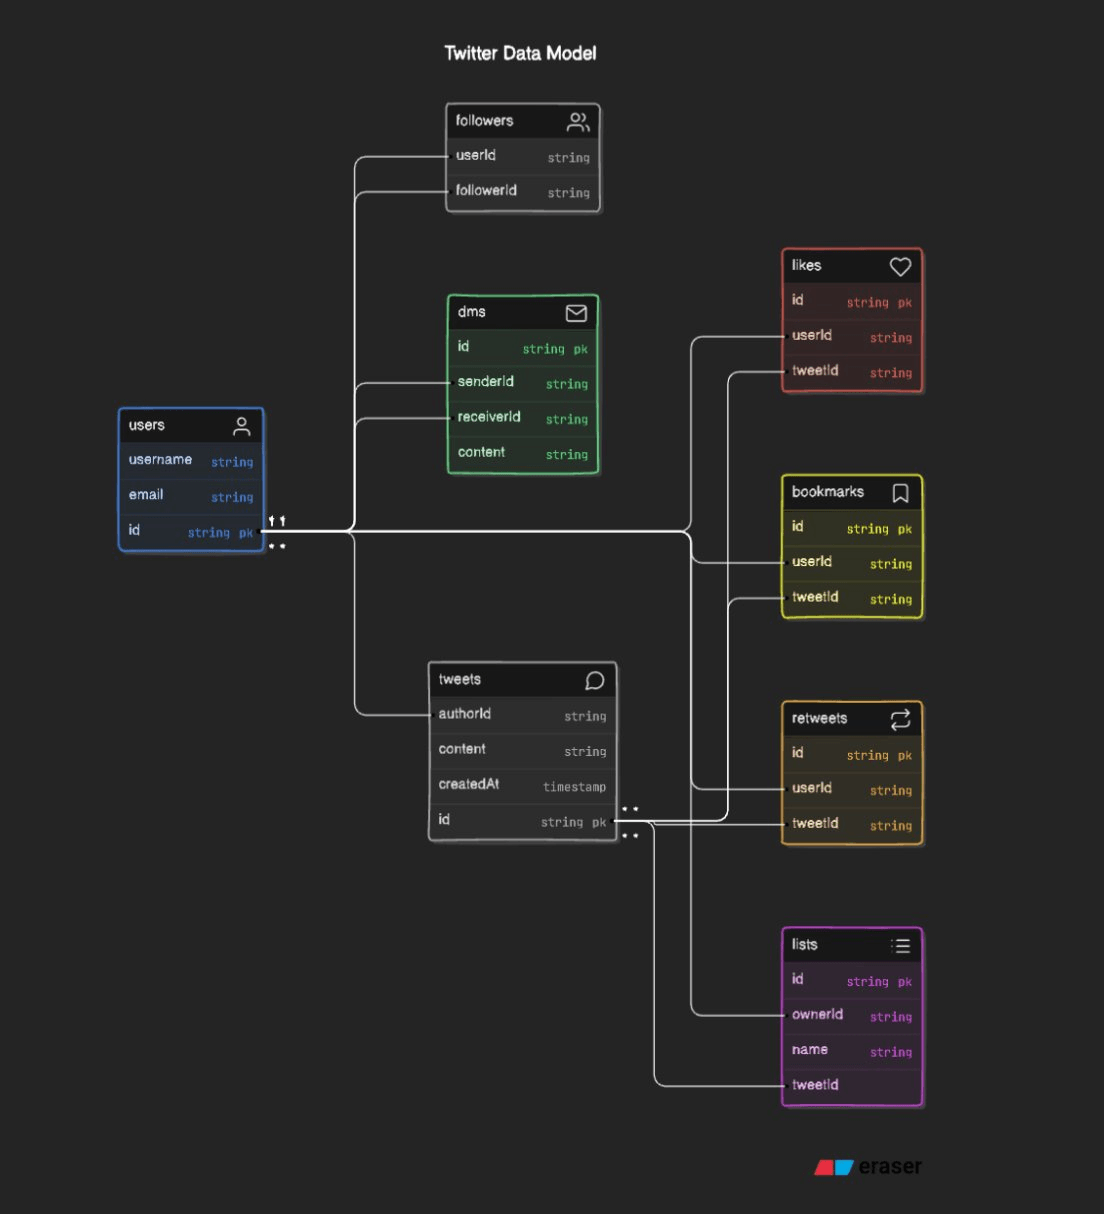 Twitter Data Model
followers
userId string
followerId string
dms
id string pk
senderId string
receiverId string
content string
users
username string
email string
id string pk
tweets
authorId string
content string
createdAt timestamp
id string pk
likes
id string pk
userId string
tweetId string
bookmarks
id string pk
userId string
tweetId string
retweets
id string pk
userId string
tweetId string
lists
id string pk
ownerId string
name string
tweetId
eraser